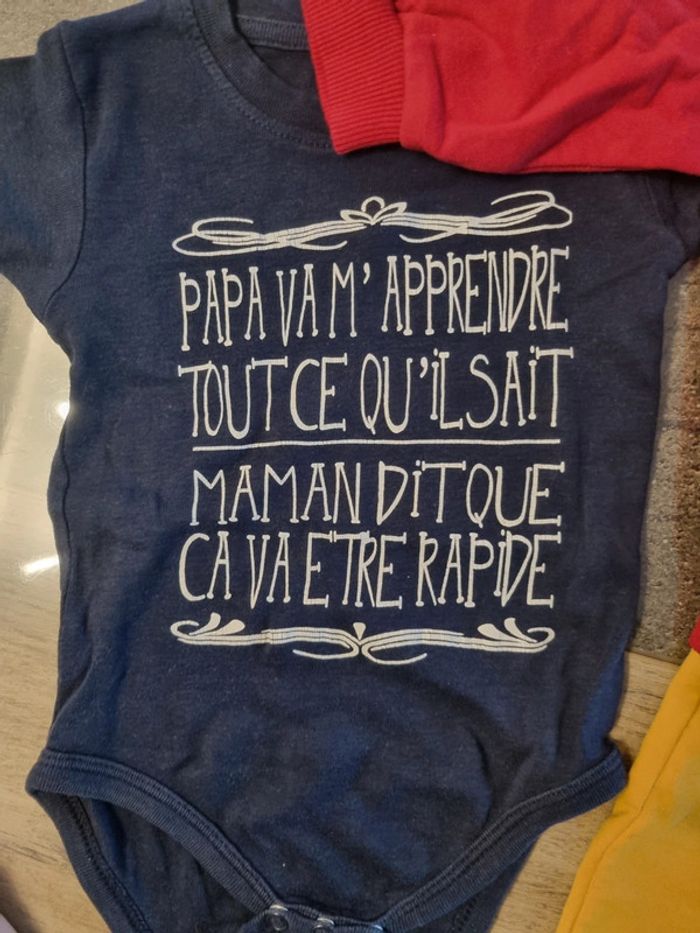 PAPA VA M' APPRENDRE
TOUT CE QU'iL SAiT
MAMAN DiT QUE
CA VA ETRE RAPiDE